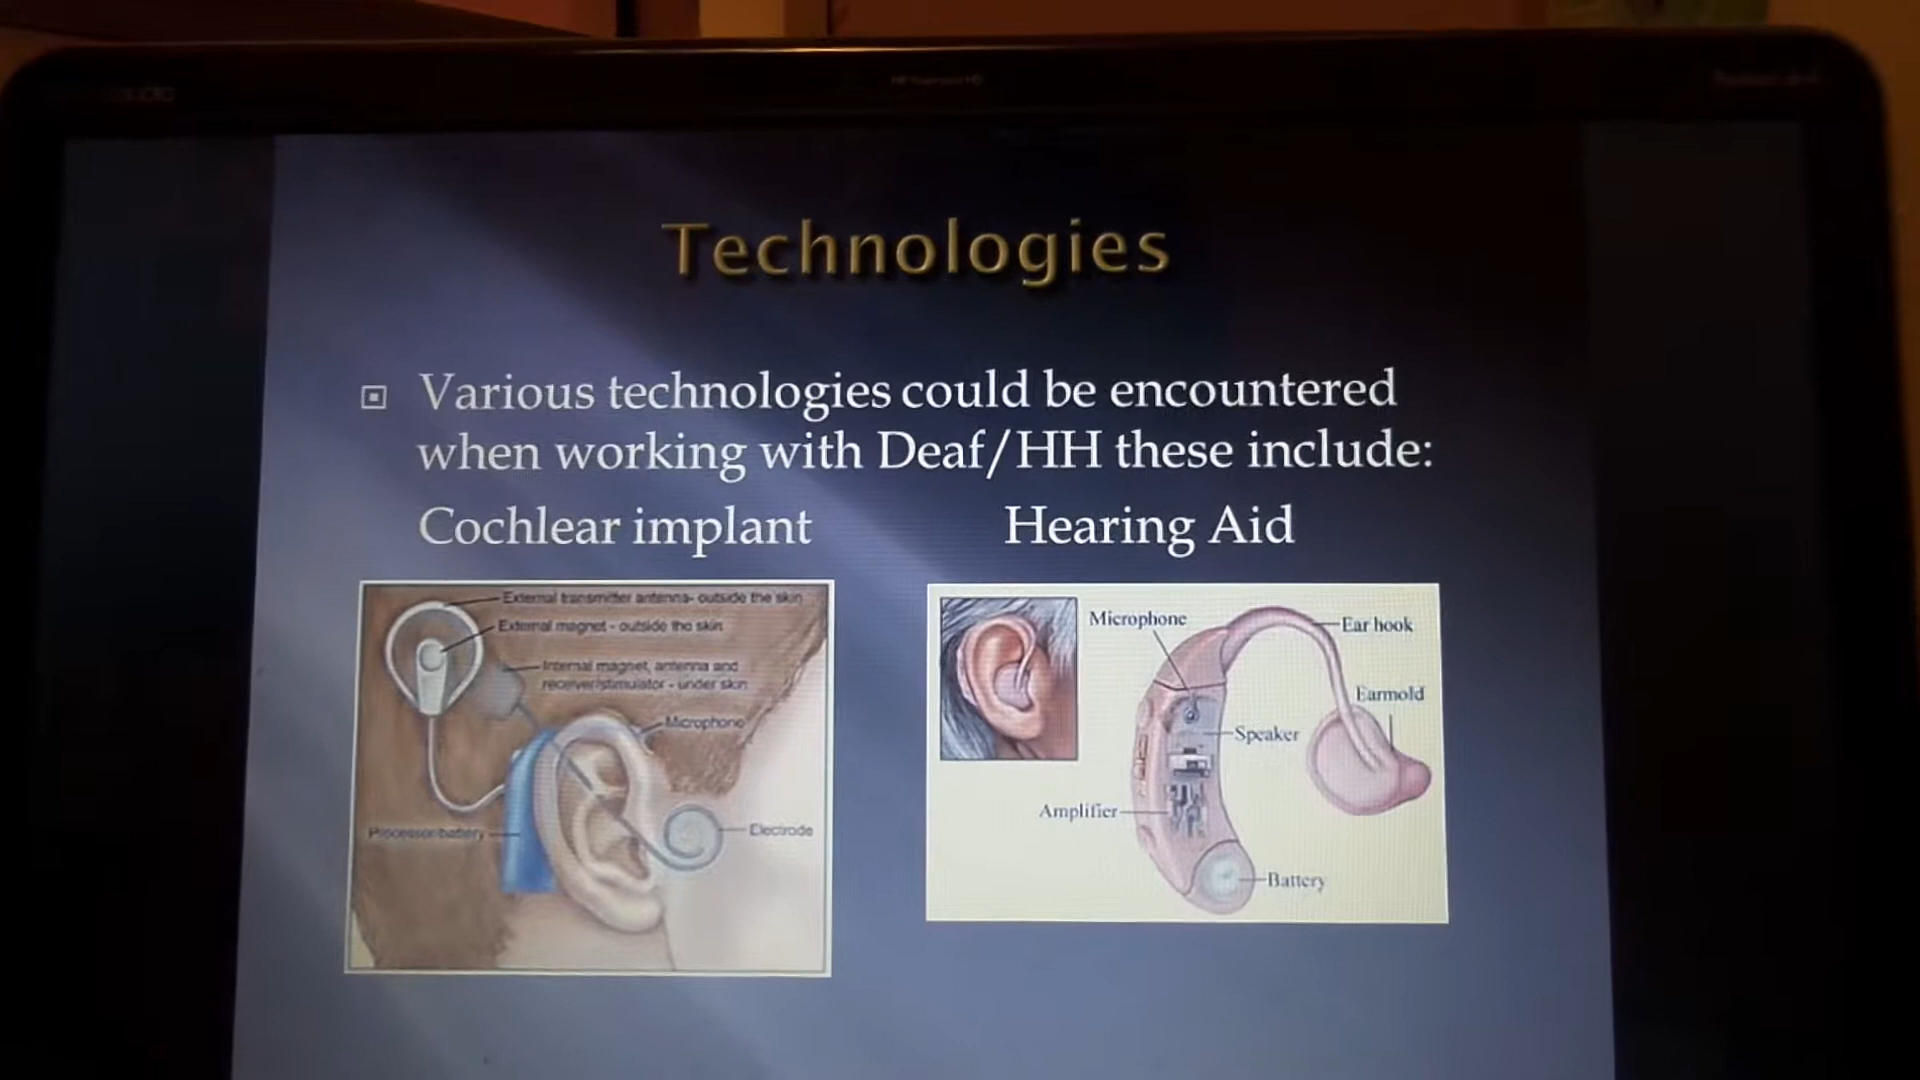 Technologies
Various technologies could be encountered
when working with Deaf/HH these include:
Cochlear implant
Hearing Aid
External transmitter antenna- outside the skin
External magnet - outside the skin
Internal magnet, antenna and
receiver/stimulator - under skin
Microphone
Processor/battery
Electrode
Microphone
Ear hook
Earmold
Speaker
Amplifier
Battery